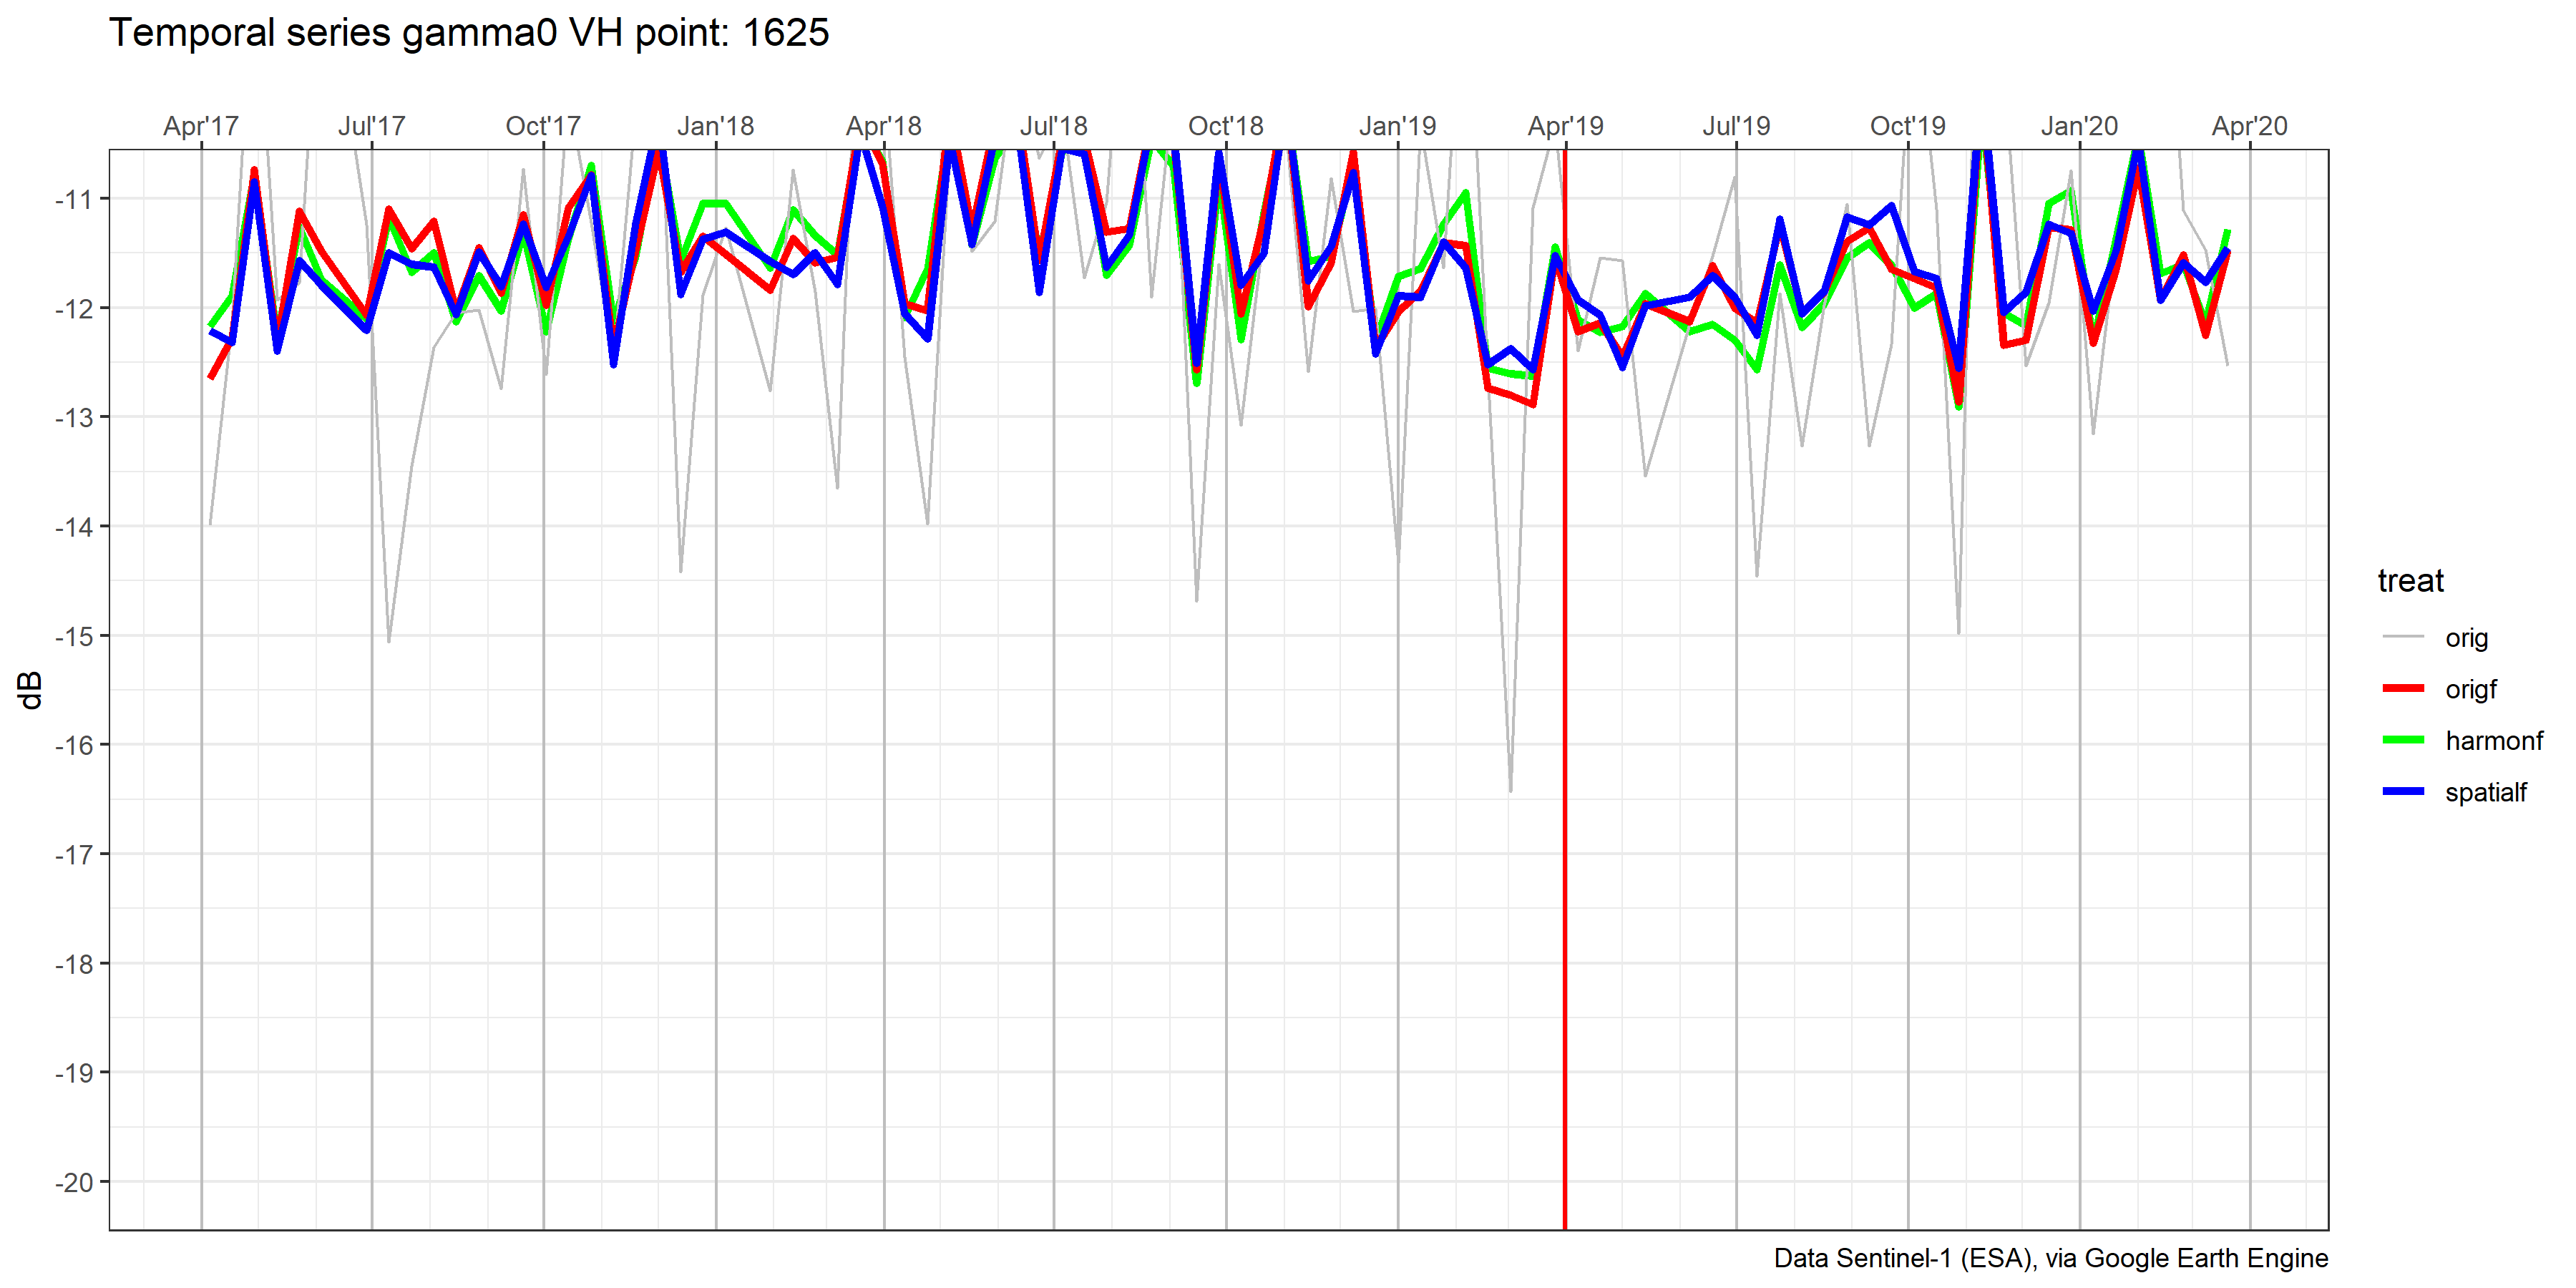 Temporal series gamma0 VH point: 1625
Apr'17 Jul'17 Oct'17 Jan'18 Apr'18 Jul'18 Oct'18 Jan'19 Apr'19 Jul'19 Oct'19 Jan'20 Apr'20
-11
-12
-13
-14
-15
-16
-17
-18
-19
-20
dB
treat
orig
origf
harmonf
spatialf
Data Sentinel-1 (ESA), via Google Earth Engine